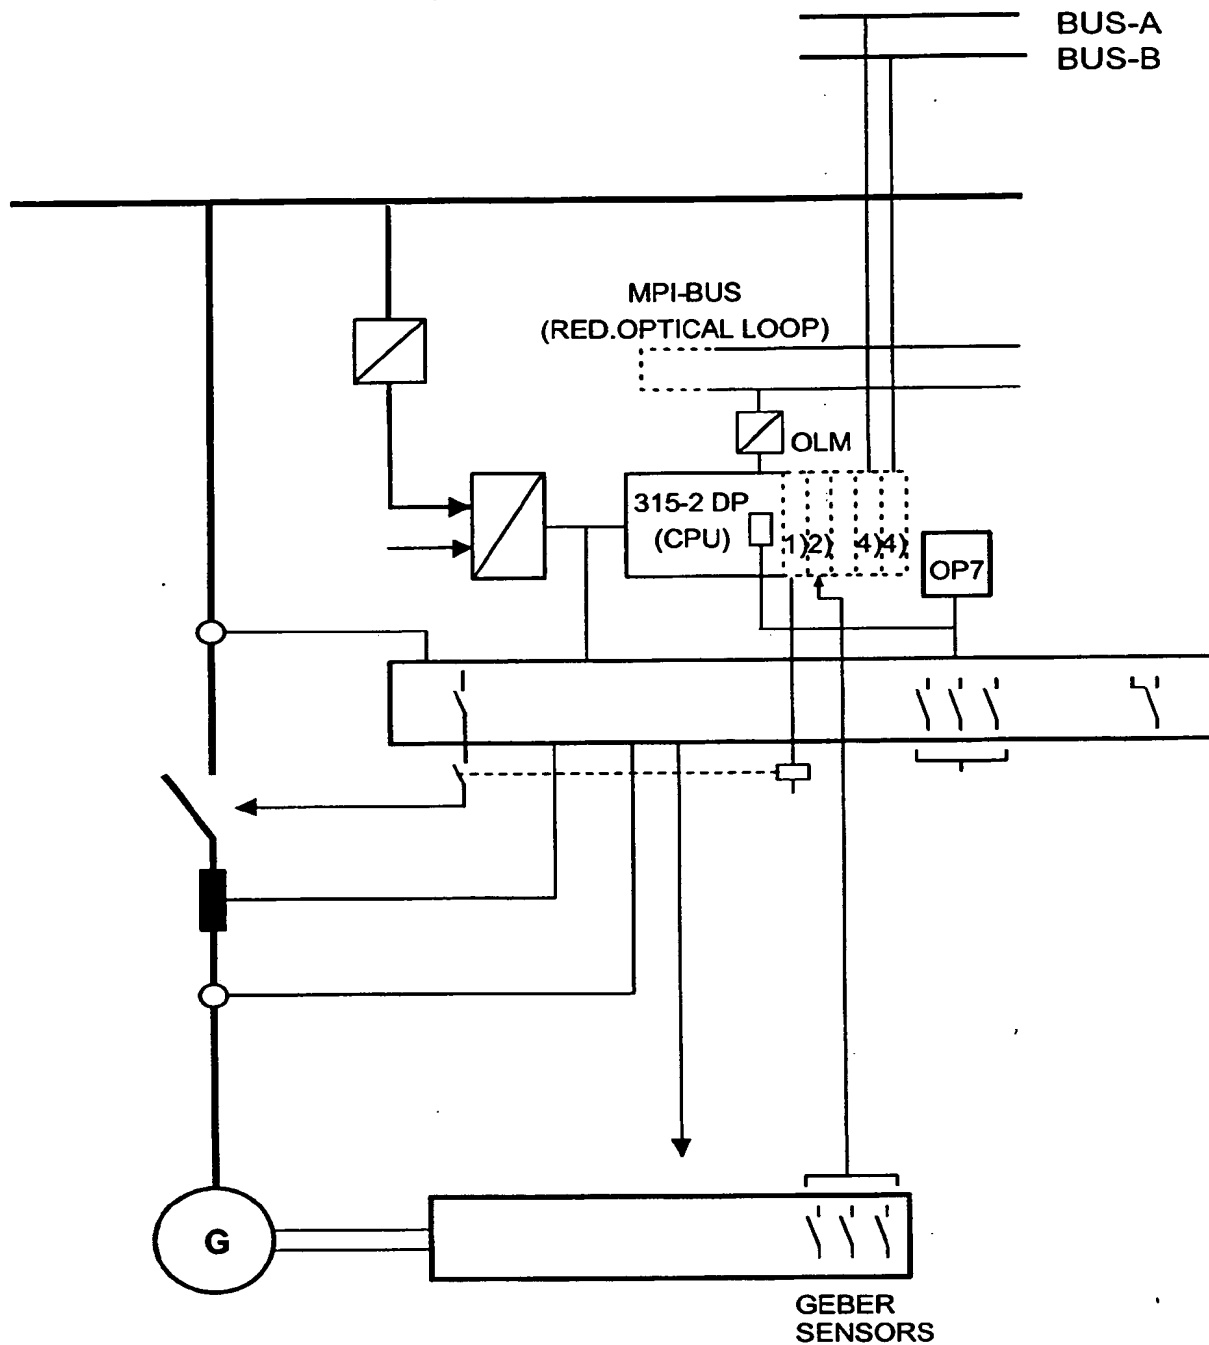 BUS-A
BUS-B
MPI-BUS
(RED.OPTICAL LOOP)
OLM
315-2 DP
(CPU)
1)2) 4)4)
OP7
G
GEBER
SENSORS